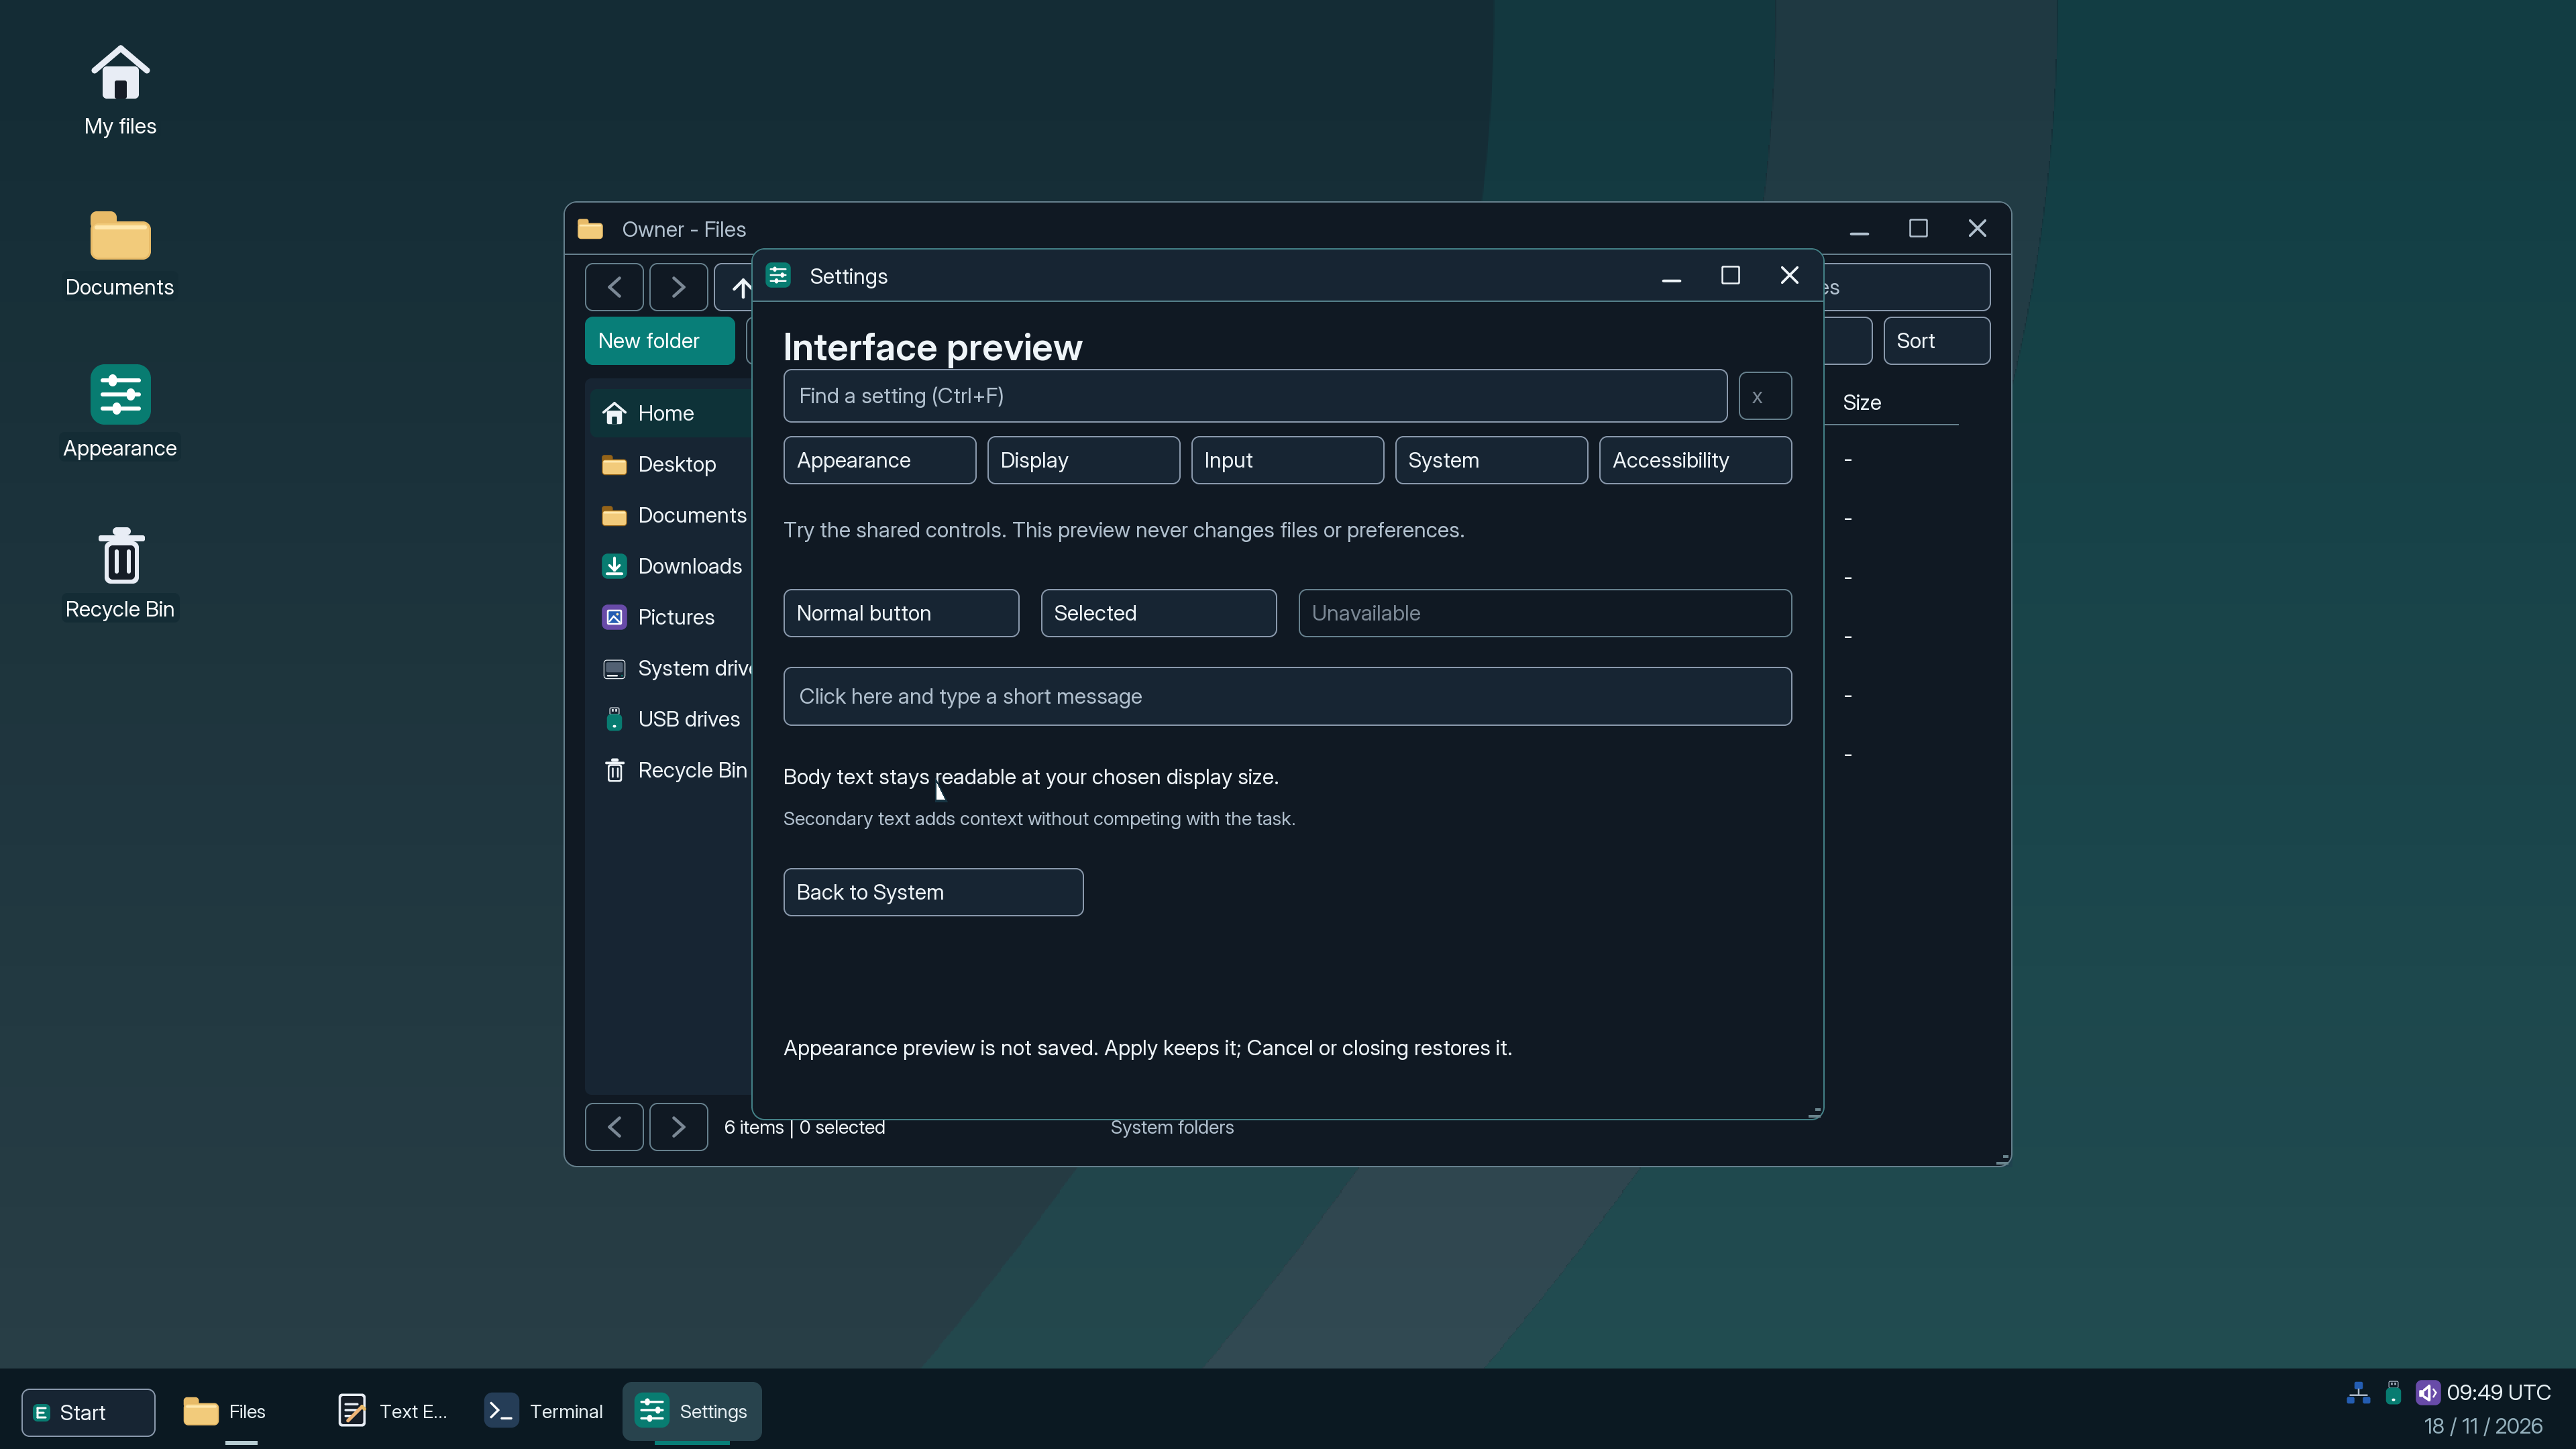 My files
Documents
Appearance
Recycle Bin
Owner - Files
New folder
Sort
Home
Desktop
Documents
Downloads
Pictures
System
USB drives
Recycle Bin
Size
-
-
-
-
-
-
6 items | 0 selected
System folders
Settings
Interface preview
Find a setting (Ctrl+F)
x
Appearance
Display
Input
System
Accessibility
Try the shared controls. This preview never changes files or preferences.
Normal button
Selected
Unavailable
Click here and type a short message
Body text stays readable at your chosen display size.
Secondary text adds context without competing with the task.
Back to System
Appearance preview is not saved. Apply keeps it; Cancel or closing restores it.
E Start
Files
Text E...
Terminal
Settings
09:49 UTC
18 / 11 / 2026